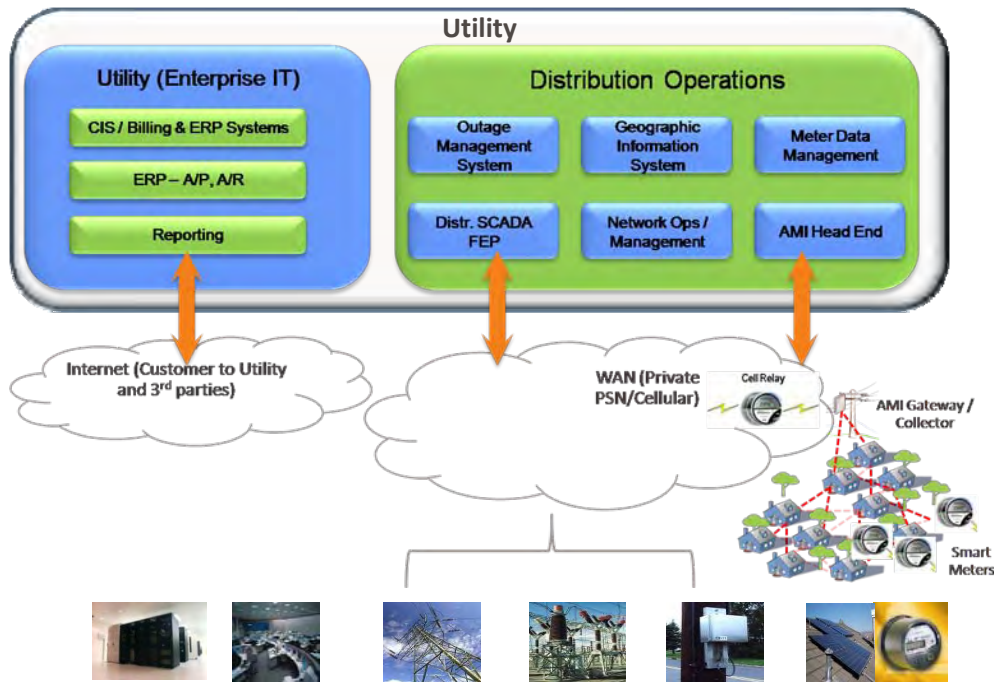 Utility
Utility (Enterprise IT)
CIS / Billing & ERP Systems
ERP – A/P, A/R
Reporting
Distribution Operations
Outage
Management
System
Geographic
Information
System
Meter Data
Management
Distr. SCADA
FEP
Network Ops /
Management
AMI Head End
Internet (Customer to Utility
and 3rd parties)
WAN (Private
PSN/Cellular)
Cell Relay
AMI Gateway /
Collector
Smart
Meters